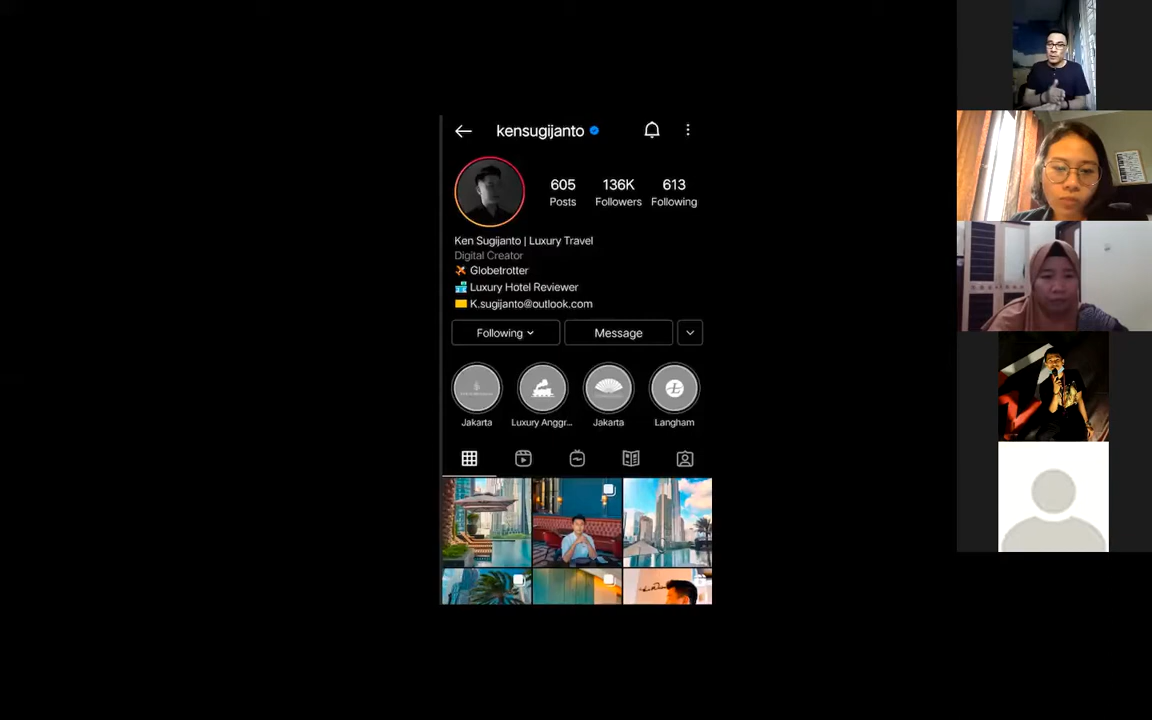 kensugijanto
605 136K 613
Posts Followers Following
Ken Sugijanto | Luxury Travel
Digital Creator
Globetrotter
Luxury Hotel Reviewer
K.sugijanto@outlook.com
Following Message
Jakarta Luxury Anggr... Jakarta Langham